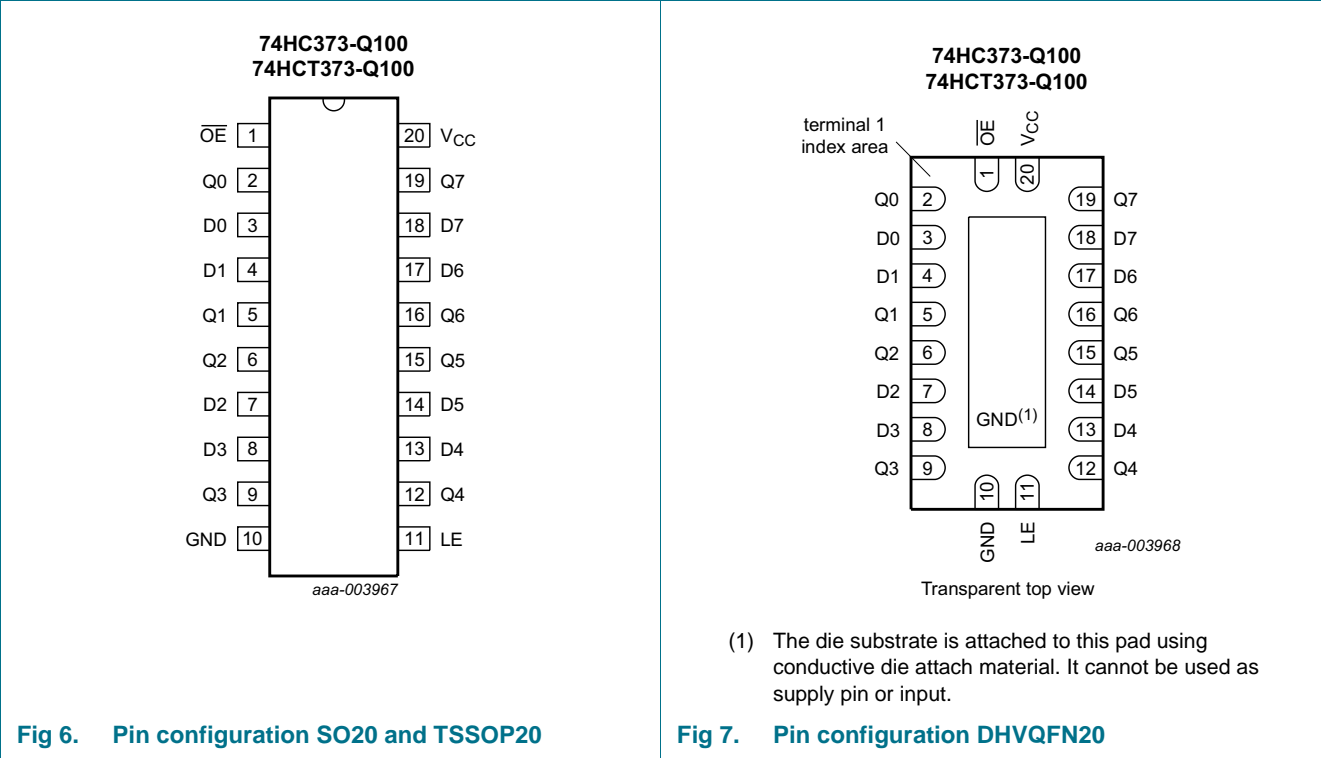 74HC373-Q100
74HCT373-Q100
OE 1 20 VCC
Q0 2 19 Q7
D0 3 18 D7
D1 4 17 D6
Q1 5 16 Q6
Q2 6 15 Q5
D2 7 14 D5
D3 8 13 D4
Q3 9 12 Q4
GND 10 11 LE
aaa-003967
Fig 6. Pin configuration SO20 and TSSOP20
74HC373-Q100
74HCT373-Q100
terminal 1
index area
OE VCC
1 20
Q0 2 19 Q7
D0 3 18 D7
D1 4 17 D6
Q1 5 16 Q6
Q2 6 15 Q5
D2 7 14 D5
GND(1)
D3 8 13 D4
Q3 9 12 Q4
10 11
GND LE
aaa-003968
Transparent top view
(1) The die substrate is attached to this pad using
conductive die attach material. It cannot be used as
supply pin or input.
Fig 7. Pin configuration DHVQFN20